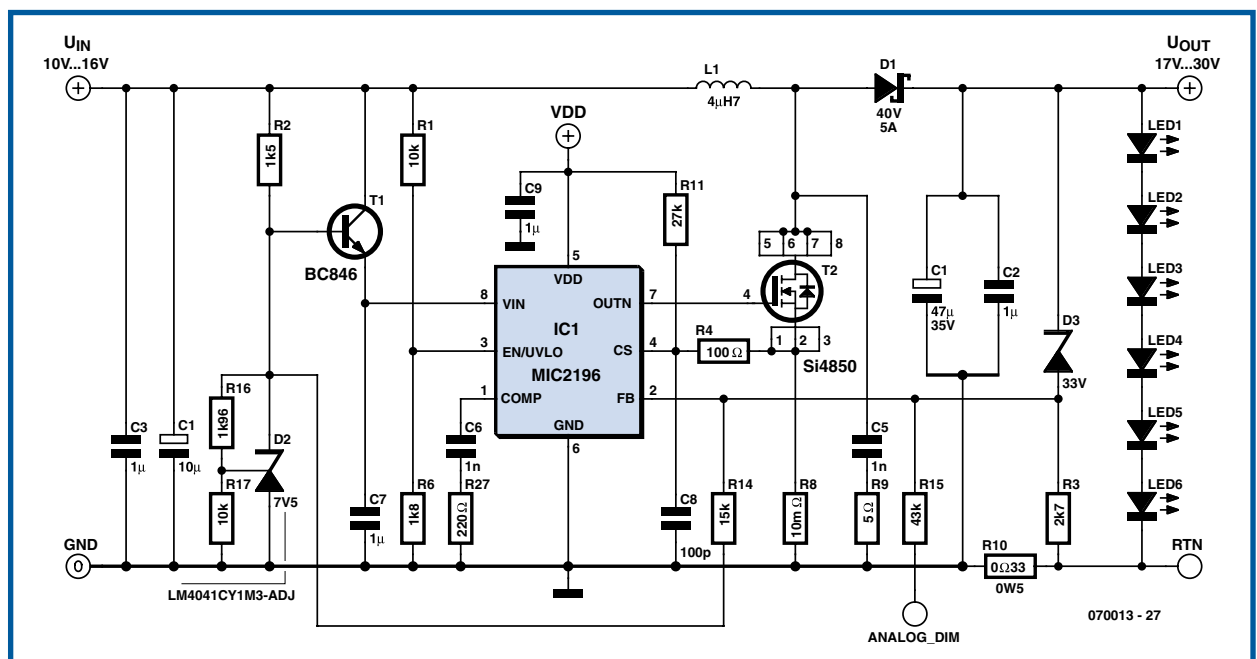 UIN
10V...16V
UOUT
17V...30V
L1
4µH7
D1
40V
5A
VDD
R2
1k5
R1
10k
C9
1µ
R11
27k
T1
BC846
5 6 7 8
T2
4
1 2 3
Si4850
5
VDD
8
VIN
OUTN
7
IC1
3
EN/UVLO
CS
4
MIC2196
1
COMP
FB
2
GND
6
R4
100Ω
C1
47µ
35V
C2
1µ
D3
33V
LED1
LED2
LED3
LED4
LED5
LED6
R16
1k96
D2
7V5
R17
10k
C3
1µ
C1
10µ
C7
1µ
R6
1k8
C6
1n
R27
220Ω
C8
100p
R14
15k
R8
10mΩ
C5
1n
R9
5Ω
R15
43k
R3
2k7
R10
0Ω33
0W5
GND
0
RTN
LM4041CY1M3-ADJ
ANALOG_DIM
070013 - 27